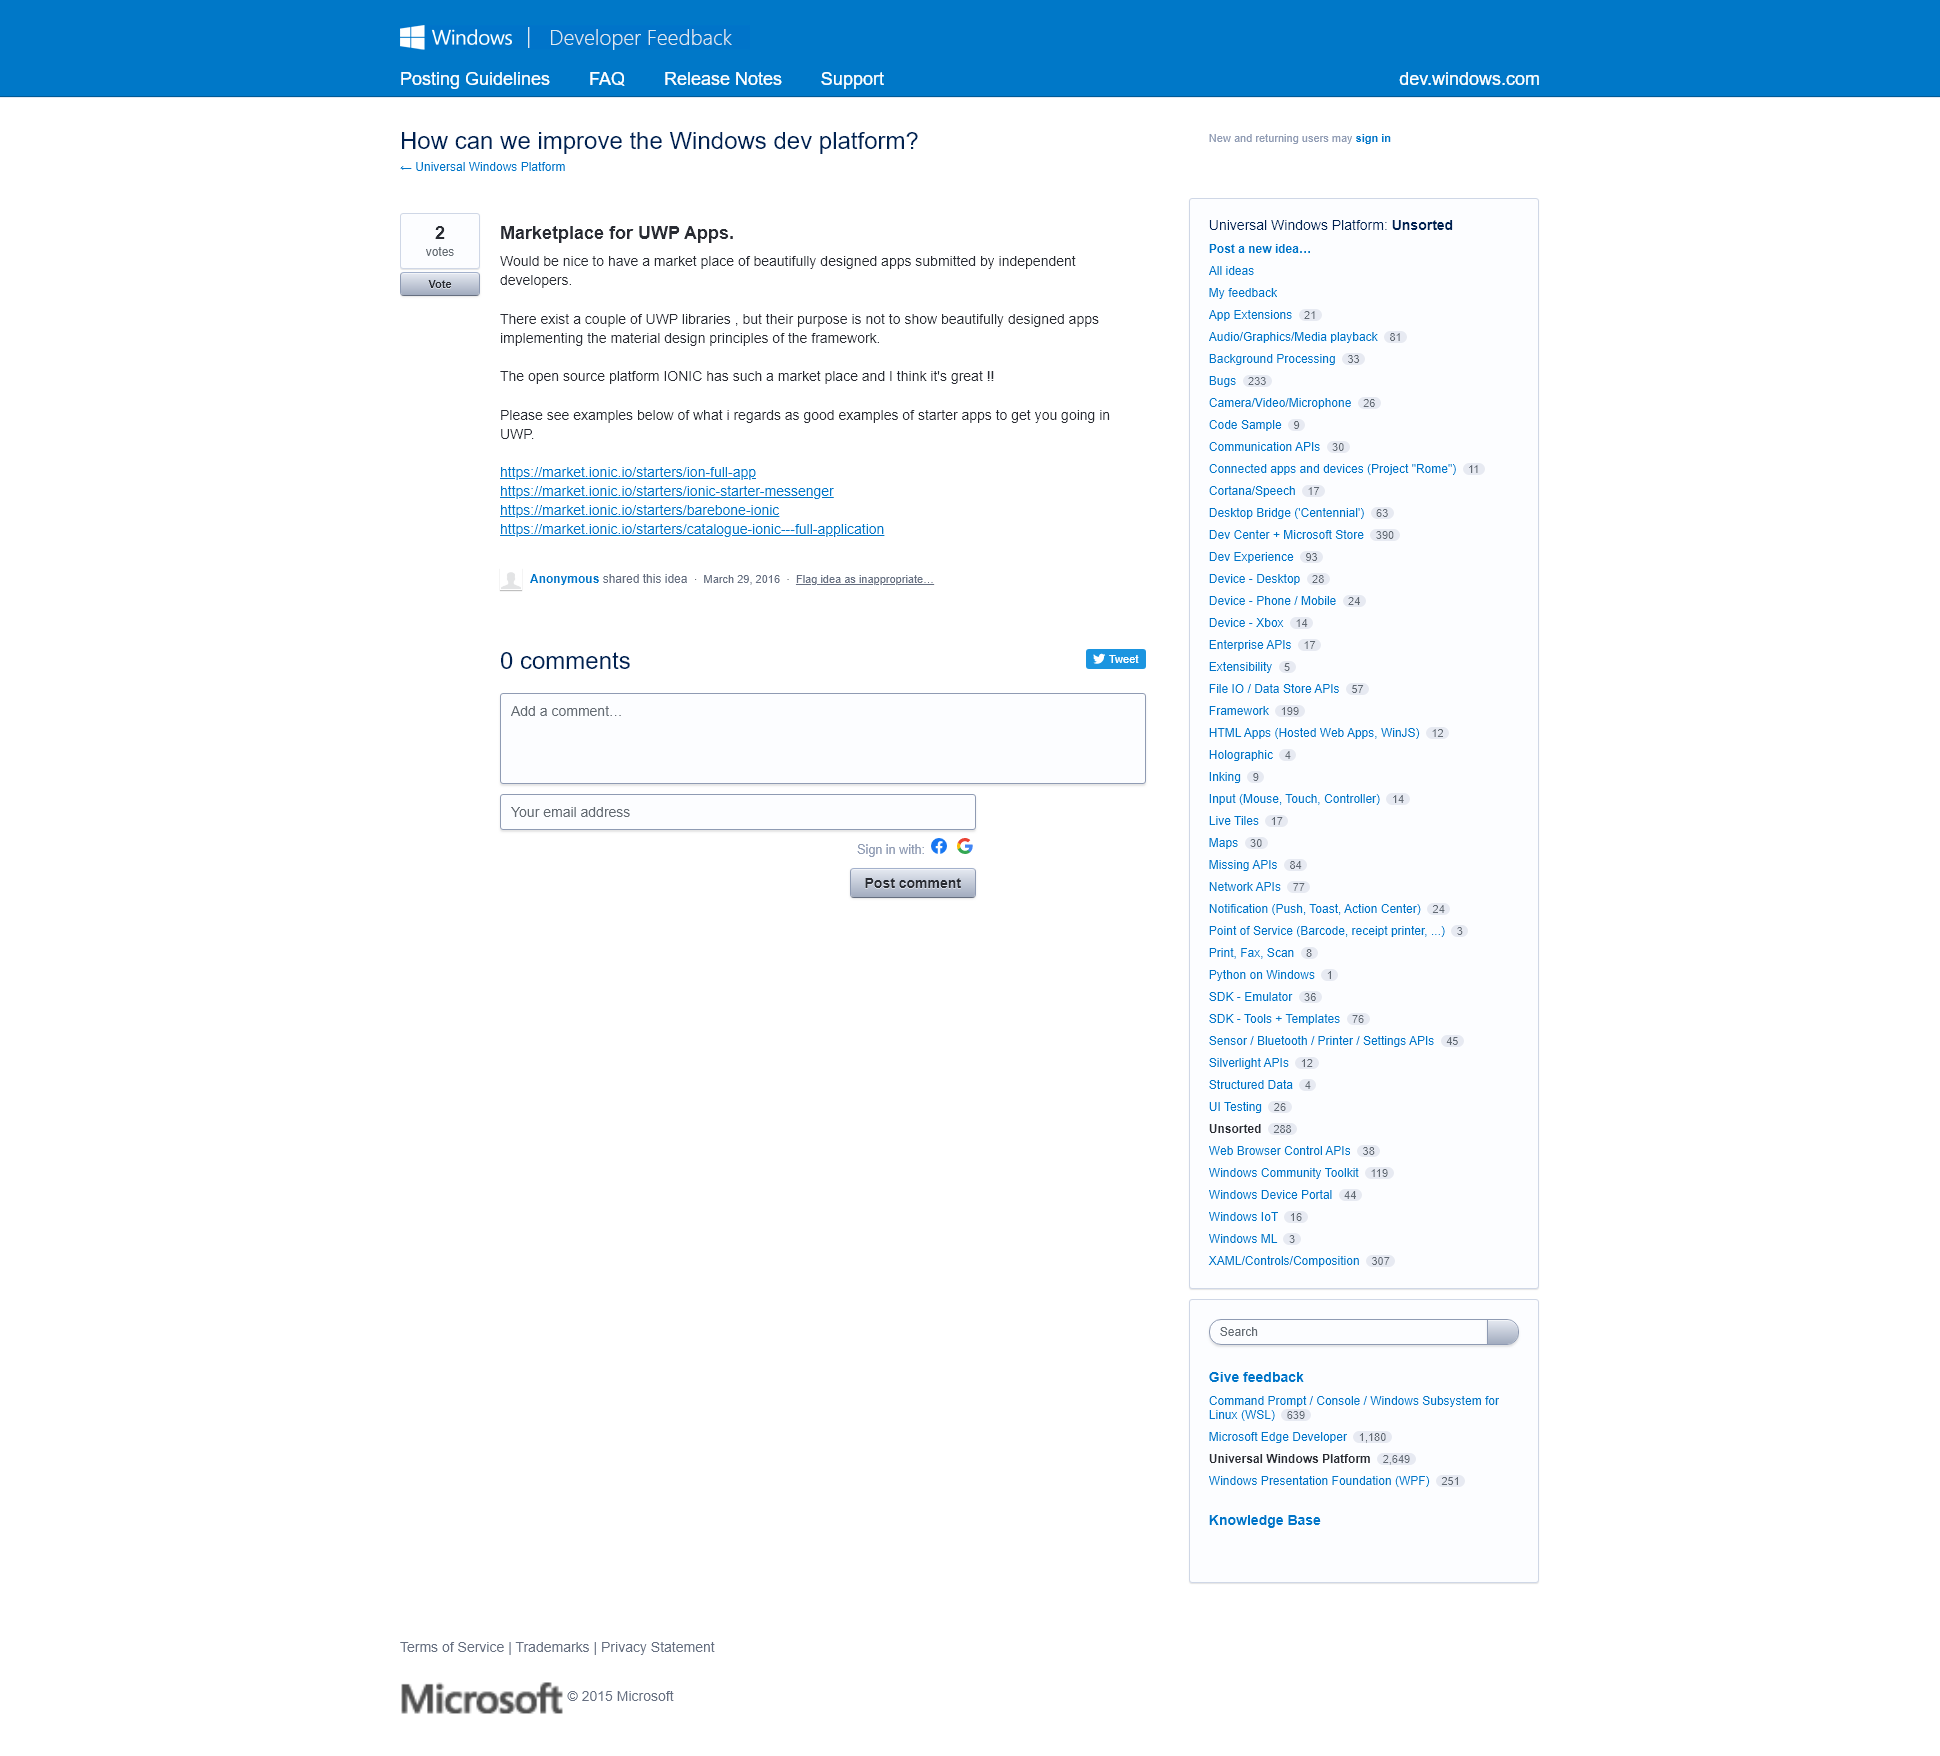 Windows | Developer Feedback
Posting Guidelines FAQ Release Notes Support dev.windows.com
How can we improve the Windows dev platform?
← Universal Windows Platform
New and returning users may sign in
2
votes
Vote
Marketplace for UWP Apps.
Would be nice to have a market place of beautifully designed apps submitted by independent
developers.
There exist a couple of UWP libraries , but their purpose is not to show beautifully designed apps
implementing the material design principles of the framework.
The open source platform IONIC has such a market place and I think it's great !!
Please see examples below of what i regards as good examples of starter apps to get you going in
UWP.
https://market.ionic.io/starters/ion-full-app
https://market.ionic.io/starters/ionic-starter-messenger
https://market.ionic.io/starters/barebone-ionic
https://market.ionic.io/starters/catalogue-ionic---full-application
Anonymous shared this idea · March 29, 2016 · Flag idea as inappropriate…
0 comments
Tweet
Add a comment…
Your email address
Sign in with:
Post comment
Universal Windows Platform: Unsorted
Post a new idea…
All ideas
My feedback
App Extensions 21
Audio/Graphics/Media playback 81
Background Processing 33
Bugs 233
Camera/Video/Microphone 26
Code Sample 9
Communication APIs 30
Connected apps and devices (Project "Rome") 11
Cortana/Speech 17
Desktop Bridge ('Centennial') 63
Dev Center + Microsoft Store 390
Dev Experience 93
Device - Desktop 28
Device - Phone / Mobile 24
Device - Xbox 14
Enterprise APIs 17
Extensibility 5
File IO / Data Store APIs 57
Framework 199
HTML Apps (Hosted Web Apps, WinJS) 12
Holographic 4
Inking 9
Input (Mouse, Touch, Controller) 14
Live Tiles 17
Maps 30
Missing APIs 84
Network APIs 77
Notification (Push, Toast, Action Center) 24
Point of Service (Barcode, receipt printer, ...) 3
Print, Fax, Scan 8
Python on Windows 1
SDK - Emulator 36
SDK - Tools + Templates 76
Sensor / Bluetooth / Printer / Settings APIs 45
Silverlight APIs 12
Structured Data 4
UI Testing 26
Unsorted 288
Web Browser Control APIs 38
Windows Community Toolkit 119
Windows Device Portal 44
Windows IoT 16
Windows ML 3
XAML/Controls/Composition 307
Search
Give feedback
Command Prompt / Console / Windows Subsystem for
Linux (WSL) 639
Microsoft Edge Developer 1,180
Universal Windows Platform 2,649
Windows Presentation Foundation (WPF) 251
Knowledge Base
Terms of Service | Trademarks | Privacy Statement
Microsoft © 2015 Microsoft